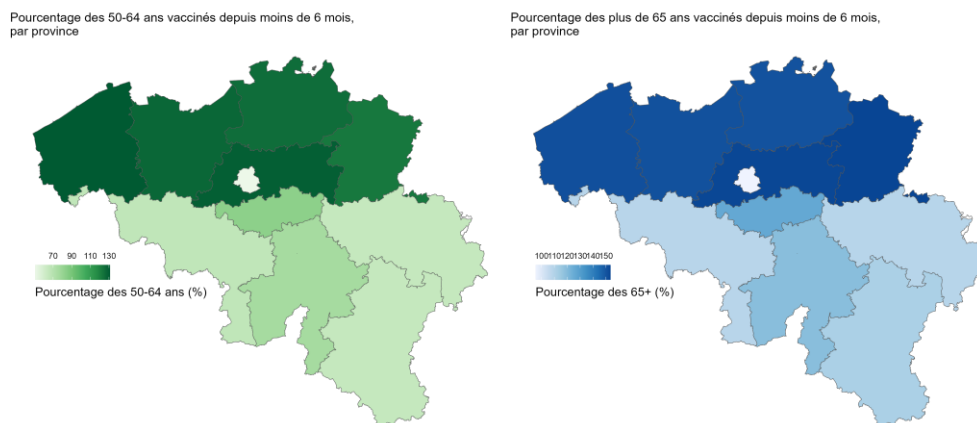 Pourcentage des 50-64 ans vaccinés depuis moins de 6 mois,
par province
70 90 110 130
Pourcentage des 50-64 ans (%)
Pourcentage des plus de 65 ans vaccinés depuis moins de 6 mois,
par province
100110120130140150
Pourcentage des 65+ (%)